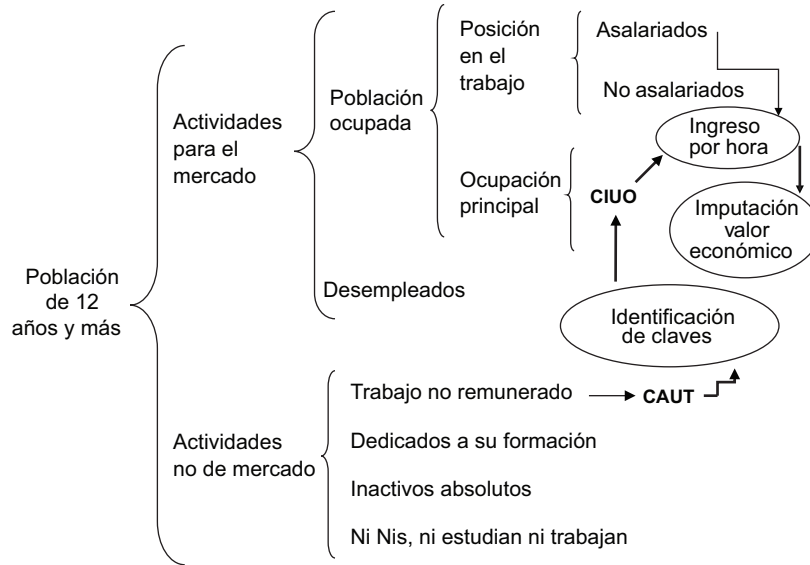 Población
de 12
años y más
Actividades
para el
mercado
Población
ocupada
Posición
en el
trabajo
Asalariados
No asalariados
Ocupación
principal
CIUO
Ingreso
por hora
Imputación
valor
económico
Desempleados
Identificación
de claves
Actividades
no de mercado
Trabajo no remunerado
CAUT
Dedicados a su formación
Inactivos absolutos
Ni Nis, ni estudian ni trabajan